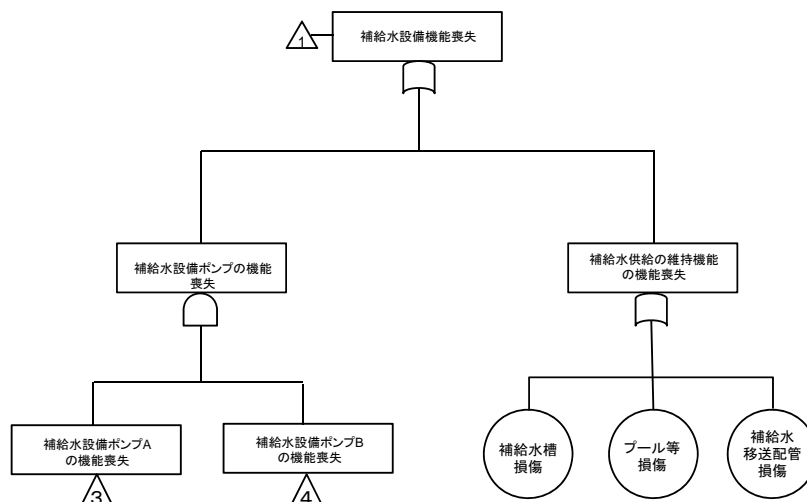 1
補給水設備機能喪失
補給水設備ポンプの機能
喪失
補給水供給の維持機能
の機能喪失
補給水設備ポンプA
の機能喪失
補給水設備ポンプB
の機能喪失
補給水槽
損傷
プール等
損傷
補給水
移送配管
損傷
3
4